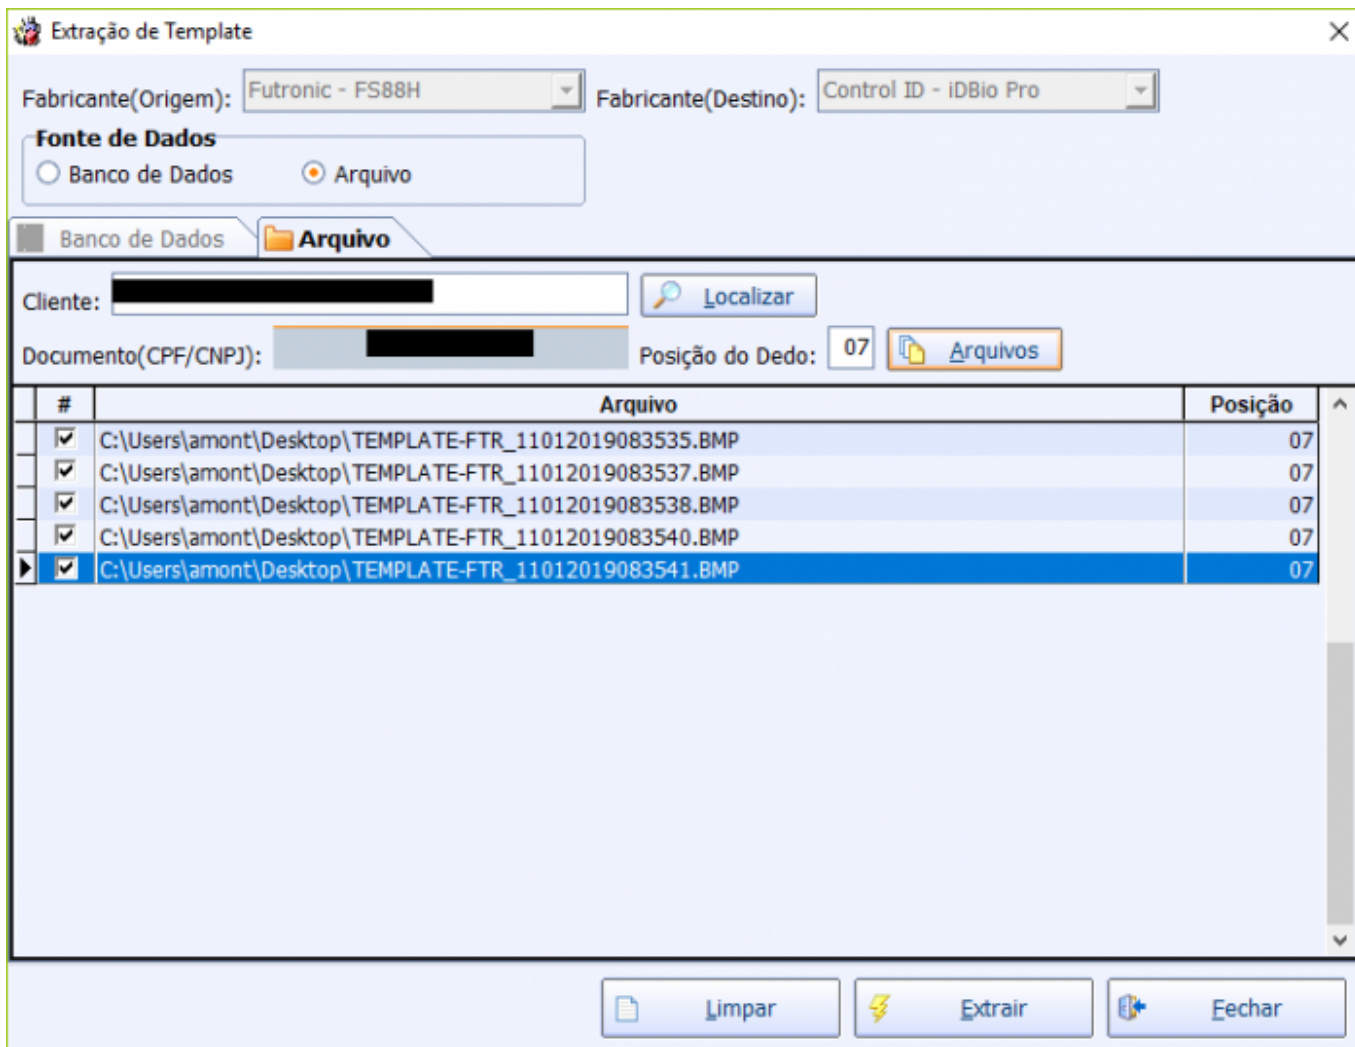 Extração de Template
Fabricante(Origem): Futronic - FS88H Fabricante(Destino): Control ID - iDBio Pro
Fonte de Dados
Banco de Dados Arquivo
Banco de Dados Arquivo
Cliente: Localizar
Documento(CPF/CNPJ): Posição do Dedo: 07 Arquivos
# Arquivo Posição
C:\Users\amont\Desktop\TEMPLATE-FTR_11012019083535.BMP 07
C:\Users\amont\Desktop\TEMPLATE-FTR_11012019083537.BMP 07
C:\Users\amont\Desktop\TEMPLATE-FTR_11012019083538.BMP 07
C:\Users\amont\Desktop\TEMPLATE-FTR_11012019083540.BMP 07
C:\Users\amont\Desktop\TEMPLATE-FTR_11012019083541.BMP 07
Limpar Extrair Fechar